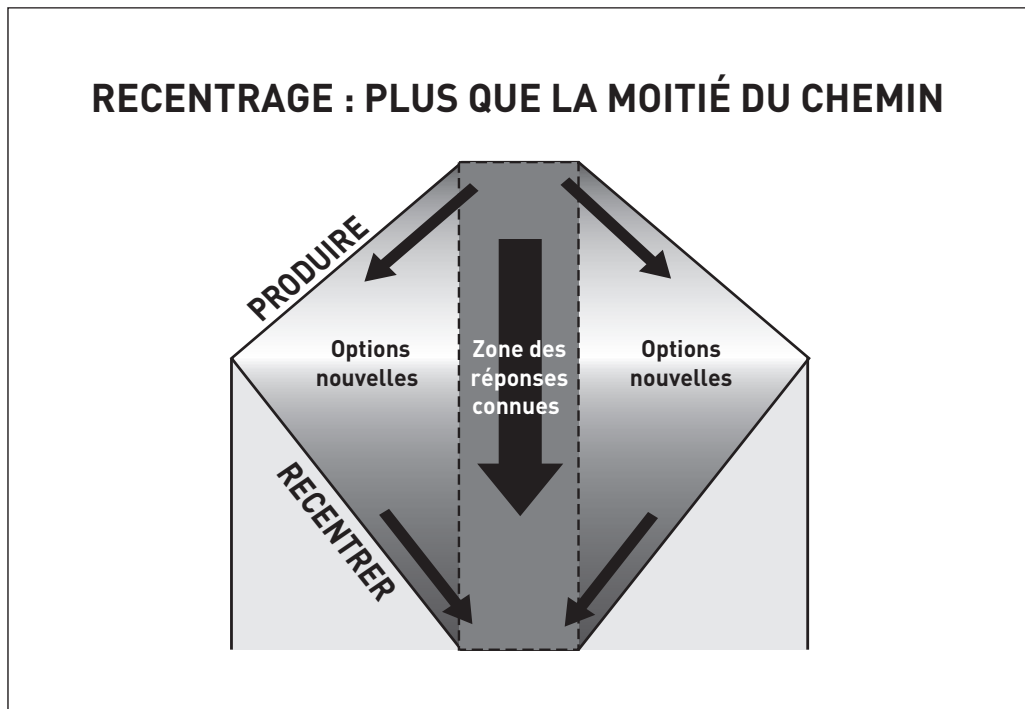 RECENTRAGE : PLUS QUE LA MOITIÉ DU CHEMIN
PRODUIRE
Options
nouvelles
Zone des
réponses
connues
Options
nouvelles
RECENTRER